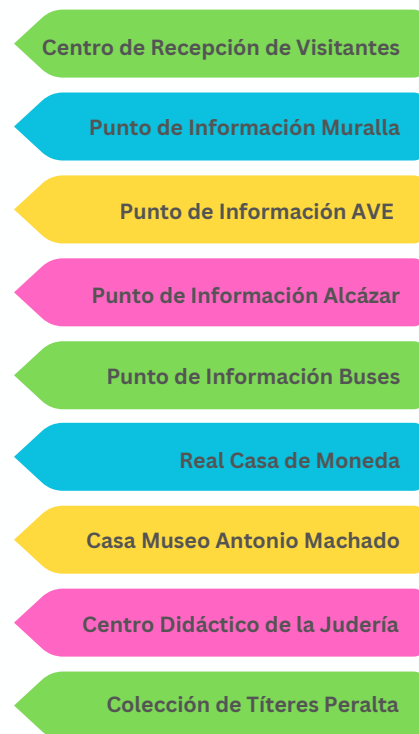 Centro de Recepción de Visitantes
Punto de Información Muralla
Punto de Información AVE
Punto de Información Alcázar
Punto de Información Buses
Real Casa de Moneda
Casa Museo Antonio Machado
Centro Didáctico de la Judería
Colección de Títeres Peralta